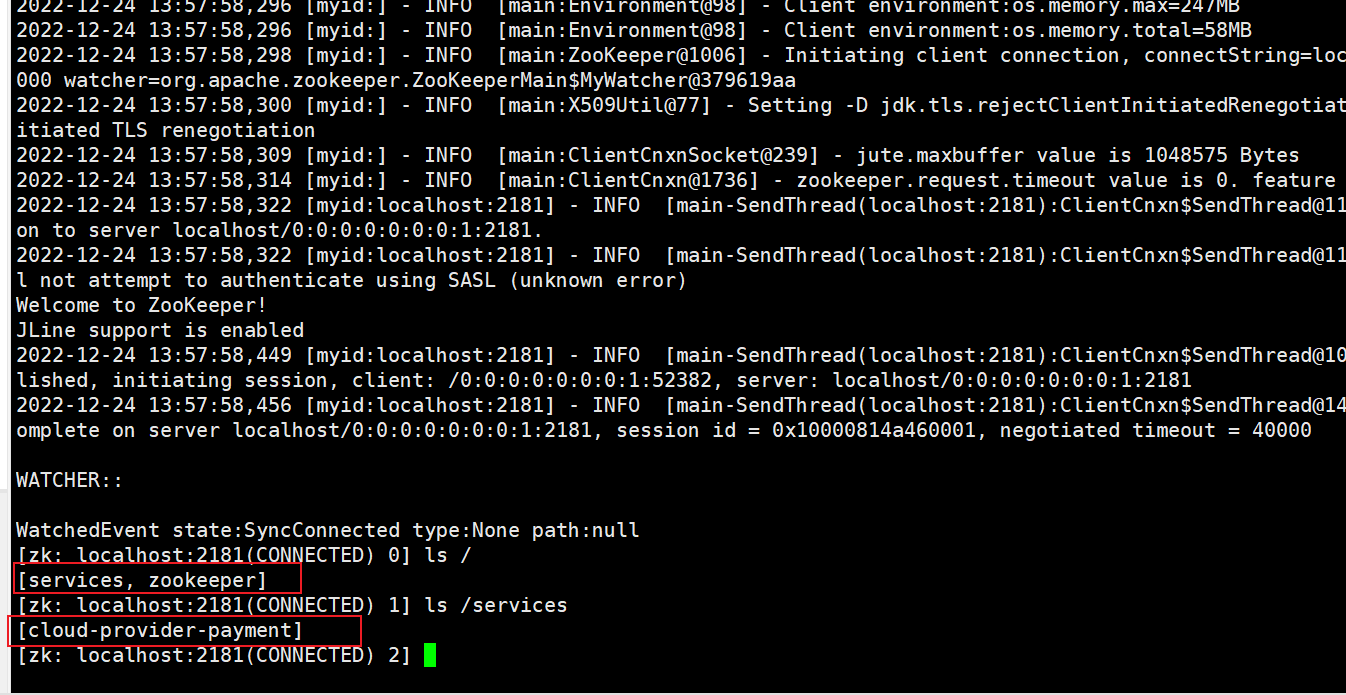 2022-12-24 13:57:58,296 [myid:] - INFO  [main:Environment@98] - Client environment:os.memory.max=247MB
2022-12-24 13:57:58,296 [myid:] - INFO  [main:Environment@98] - Client environment:os.memory.total=58MB
2022-12-24 13:57:58,298 [myid:] - INFO  [main:ZooKeeper@1006] - Initiating client connection, connectString=loc
000 watcher=org.apache.zookeeper.ZooKeeperMain$MyWatcher@379619aa
2022-12-24 13:57:58,300 [myid:] - INFO  [main:X509Util@77] - Setting -D jdk.tls.rejectClientInitiatedRenegotiat
itiated TLS renegotiation
2022-12-24 13:57:58,309 [myid:] - INFO  [main:ClientCnxnSocket@239] - jute.maxbuffer value is 1048575 Bytes
2022-12-24 13:57:58,314 [myid:] - INFO  [main:ClientCnxn@1736] - zookeeper.request.timeout value is 0. feature
2022-12-24 13:57:58,322 [myid:localhost:2181] - INFO  [main-SendThread(localhost:2181):ClientCnxn$SendThread@11
on to server localhost/0:0:0:0:0:0:0:1:2181.
2022-12-24 13:57:58,322 [myid:localhost:2181] - INFO  [main-SendThread(localhost:2181):ClientCnxn$SendThread@11
l not attempt to authenticate using SASL (unknown error)
Welcome to ZooKeeper!
JLine support is enabled
2022-12-24 13:57:58,449 [myid:localhost:2181] - INFO  [main-SendThread(localhost:2181):ClientCnxn$SendThread@10
lished, initiating session, client: /0:0:0:0:0:0:0:1:52382, server: localhost/0:0:0:0:0:0:0:1:2181
2022-12-24 13:57:58,456 [myid:localhost:2181] - INFO  [main-SendThread(localhost:2181):ClientCnxn$SendThread@14
omplete on server localhost/0:0:0:0:0:0:0:1:2181, session id = 0x10000814a460001, negotiated timeout = 40000
WATCHER::
WatchedEvent state:SyncConnected type:None path:null
[zk: localhost:2181(CONNECTED) 0] ls /
[services, zookeeper]
[zk: localhost:2181(CONNECTED) 1] ls /services
[cloud-provider-payment]
[zk: localhost:2181(CONNECTED) 2]